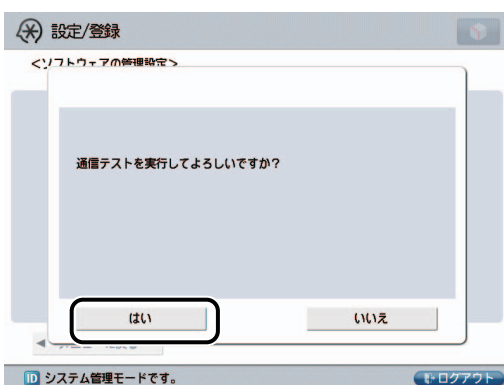 設定/登録
<ソフトウェアの管理設定>
通信テストを実行してよろしいですか?
はい
いいえ
ID システム管理モードです。
ログアウト